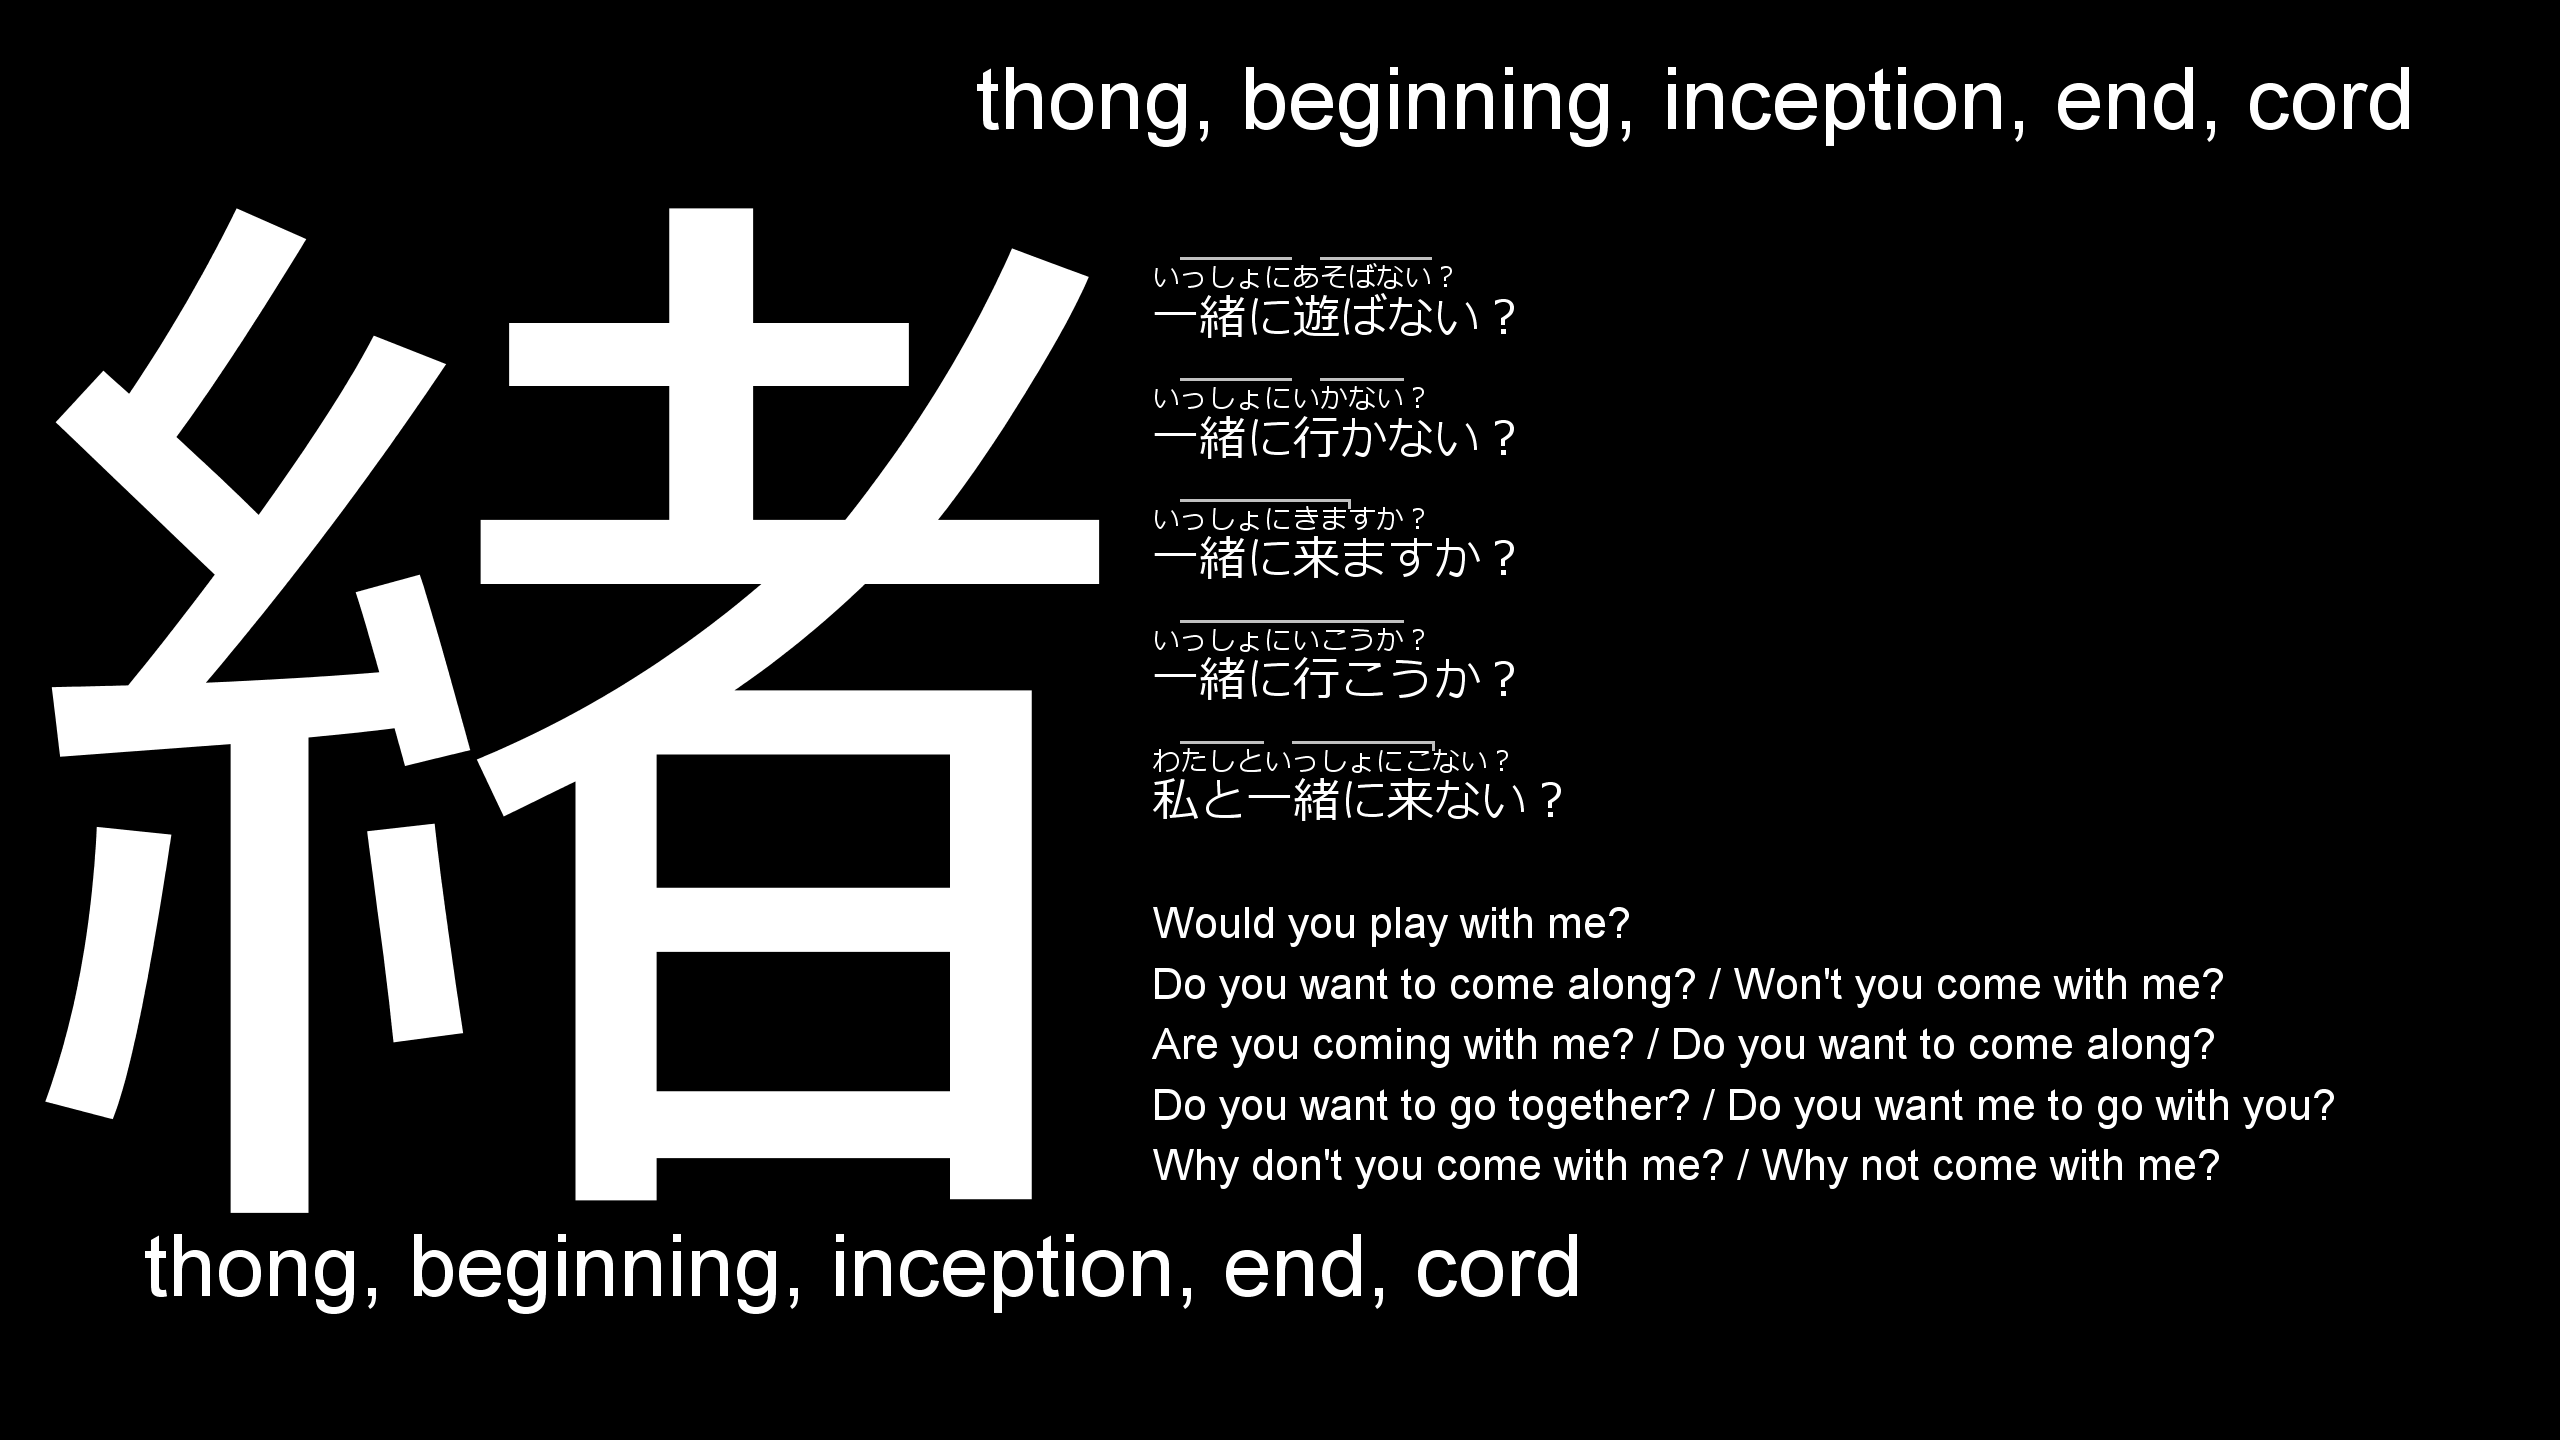 thong, beginning, inception, end, cord
緒
いっしょにあそばない？
一緒に遊ばない？
いっしょにいかない？
一緒に行かない？
いっしょにきますか？
一緒に来ますか？
いっしょにいこうか？
一緒に行こうか？
わたしといっしょにこない？
私と一緒に来ない？
Would you play with me?
Do you want to come along? / Won't you come with me?
Are you coming with me? / Do you want to come along?
Do you want to go together? / Do you want me to go with you?
Why don't you come with me? / Why not come with me?
thong, beginning, inception, end, cord